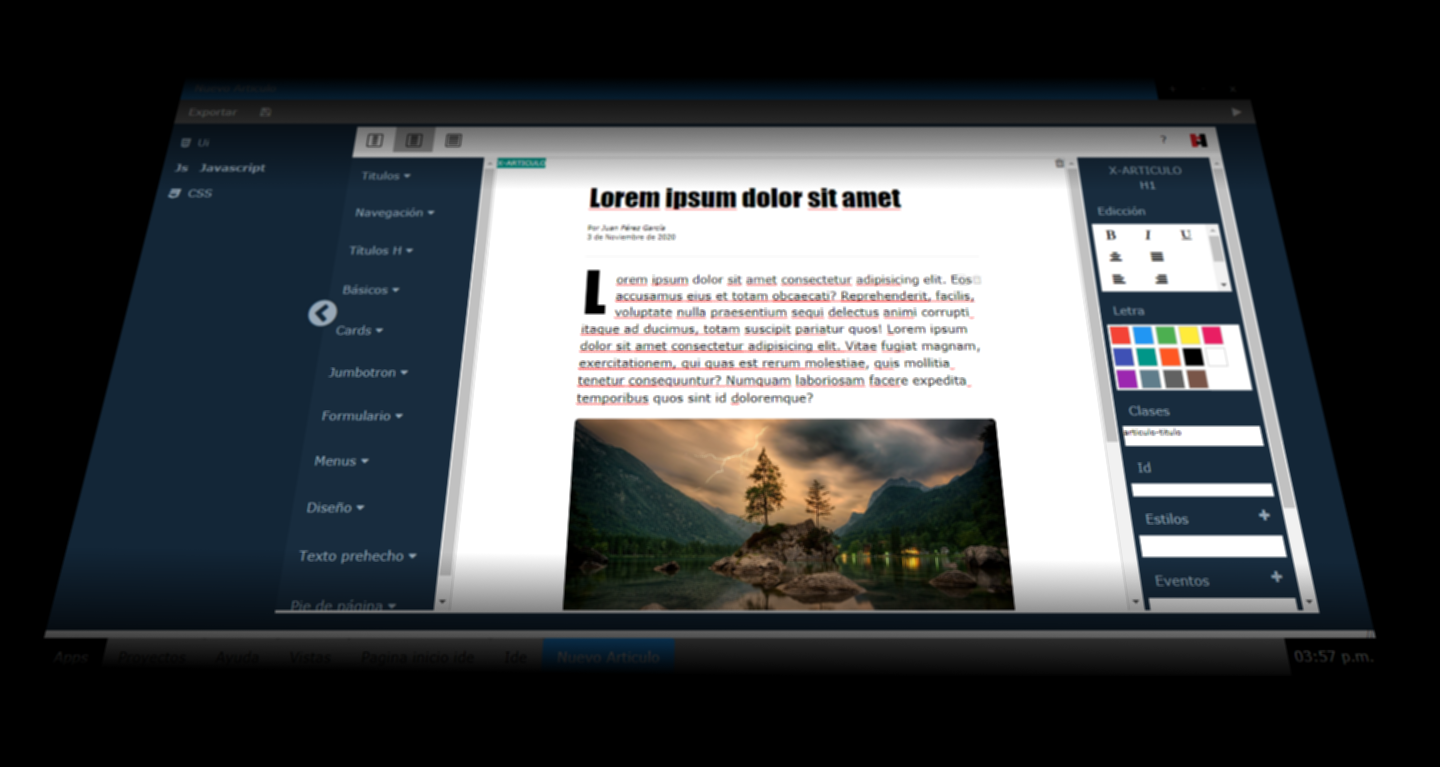 Nuevo Articulo
Exportar
Ui
Js Javascript
CSS
Titulos
Navegación
Títulos H
Básicos
Cards
Jumbotron
Formulario
Menus
Diseño
Texto prehecho
Pie de página
?
X-ARTICULO
Lorem ipsum dolor sit amet
Por Juan Pérez García
3 de Noviembre de 2020
Lorem ipsum dolor sit amet consectetur adipisicing elit. Eos
accusamus eius et totam obcaecati? Reprehenderit, facilis,
voluptate nulla praesentium sequi delectus animi corrupti
itaque ad ducimus, totam suscipit pariatur quos! Lorem ipsum
dolor sit amet consectetur adipisicing elit. Vitae fugiat magnam,
exercitationem, qui quas est rerum molestiae, quis mollitia
tenetur consequuntur? Numquam laboriosam facere expedita
temporibus quos sint id doloremque?
X-ARTICULO
H1
Edicción
B I U
Letra
Clases
articulo-titulo
Id
Estilos +
Eventos +
Apps Proyectos Ayuda Vistas Pagina inicio Ide Ide Nuevo Articulo 03:57 p.m.